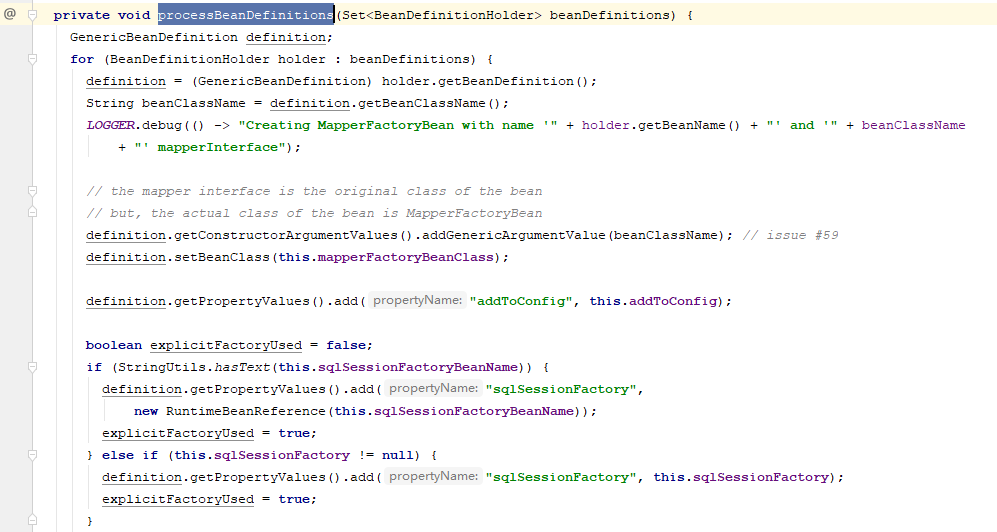 @ private void processBeanDefinitions(Set<BeanDefinitionHolder> beanDefinitions) {
GenericBeanDefinition definition;
for (BeanDefinitionHolder holder : beanDefinitions) {
definition = (GenericBeanDefinition) holder.getBeanDefinition();
String beanClassName = definition.getBeanClassName();
LOGGER.debug(() -> "Creating MapperFactoryBean with name '" + holder.getBeanName() + "' and '" + beanClassName
+ "' mapperInterface");
// the mapper interface is the original class of the bean
// but, the actual class of the bean is MapperFactoryBean
definition.getConstructorArgumentValues().addGenericArgumentValue(beanClassName); // issue #59
definition.setBeanClass(this.mapperFactoryBeanClass);
definition.getPropertyValues().add( propertyName: "addToConfig", this.addToConfig);
boolean explicitFactoryUsed = false;
if (StringUtils.hasText(this.sqlSessionFactoryBeanName)) {
definition.getPropertyValues().add( propertyName: "sqlSessionFactory",
new RuntimeBeanReference(this.sqlSessionFactoryBeanName));
explicitFactoryUsed = true;
} else if (this.sqlSessionFactory != null) {
definition.getPropertyValues().add( propertyName: "sqlSessionFactory", this.sqlSessionFactory);
explicitFactoryUsed = true;
}